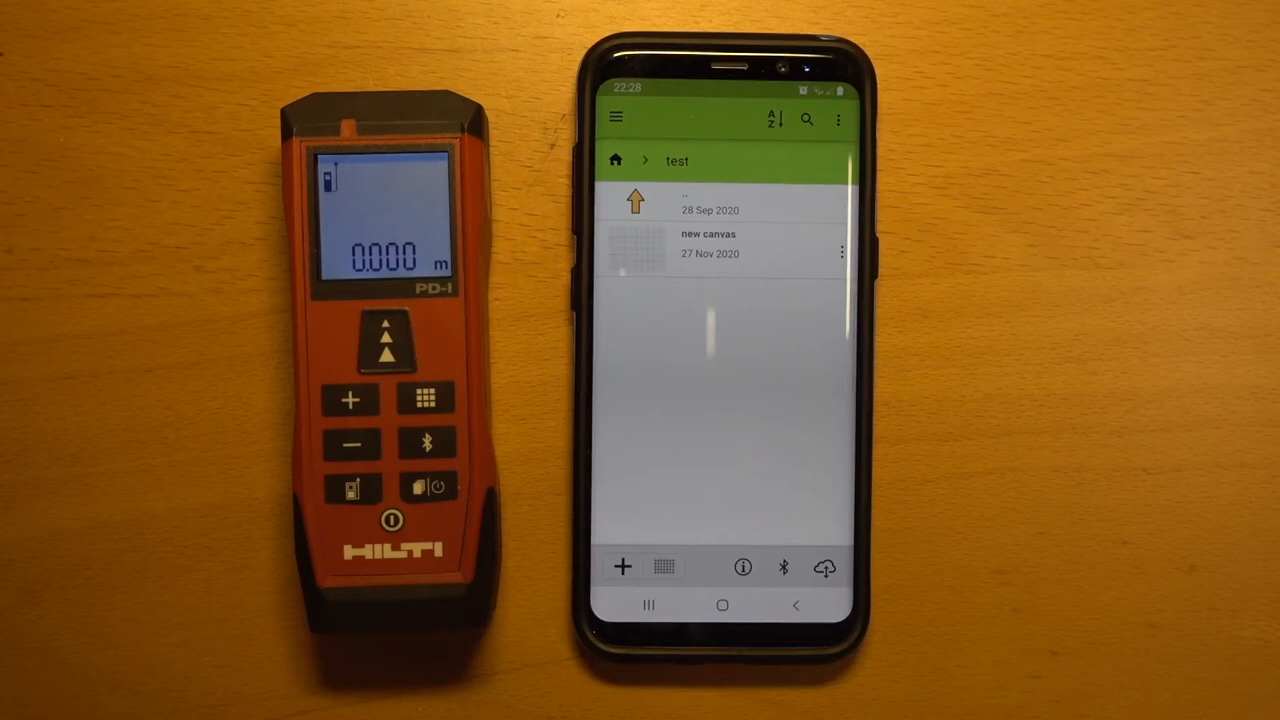 0.000 m
PD-I
HILTI
22:28
A
Z
test
..
28 Sep 2020
new canvas
27 Nov 2020